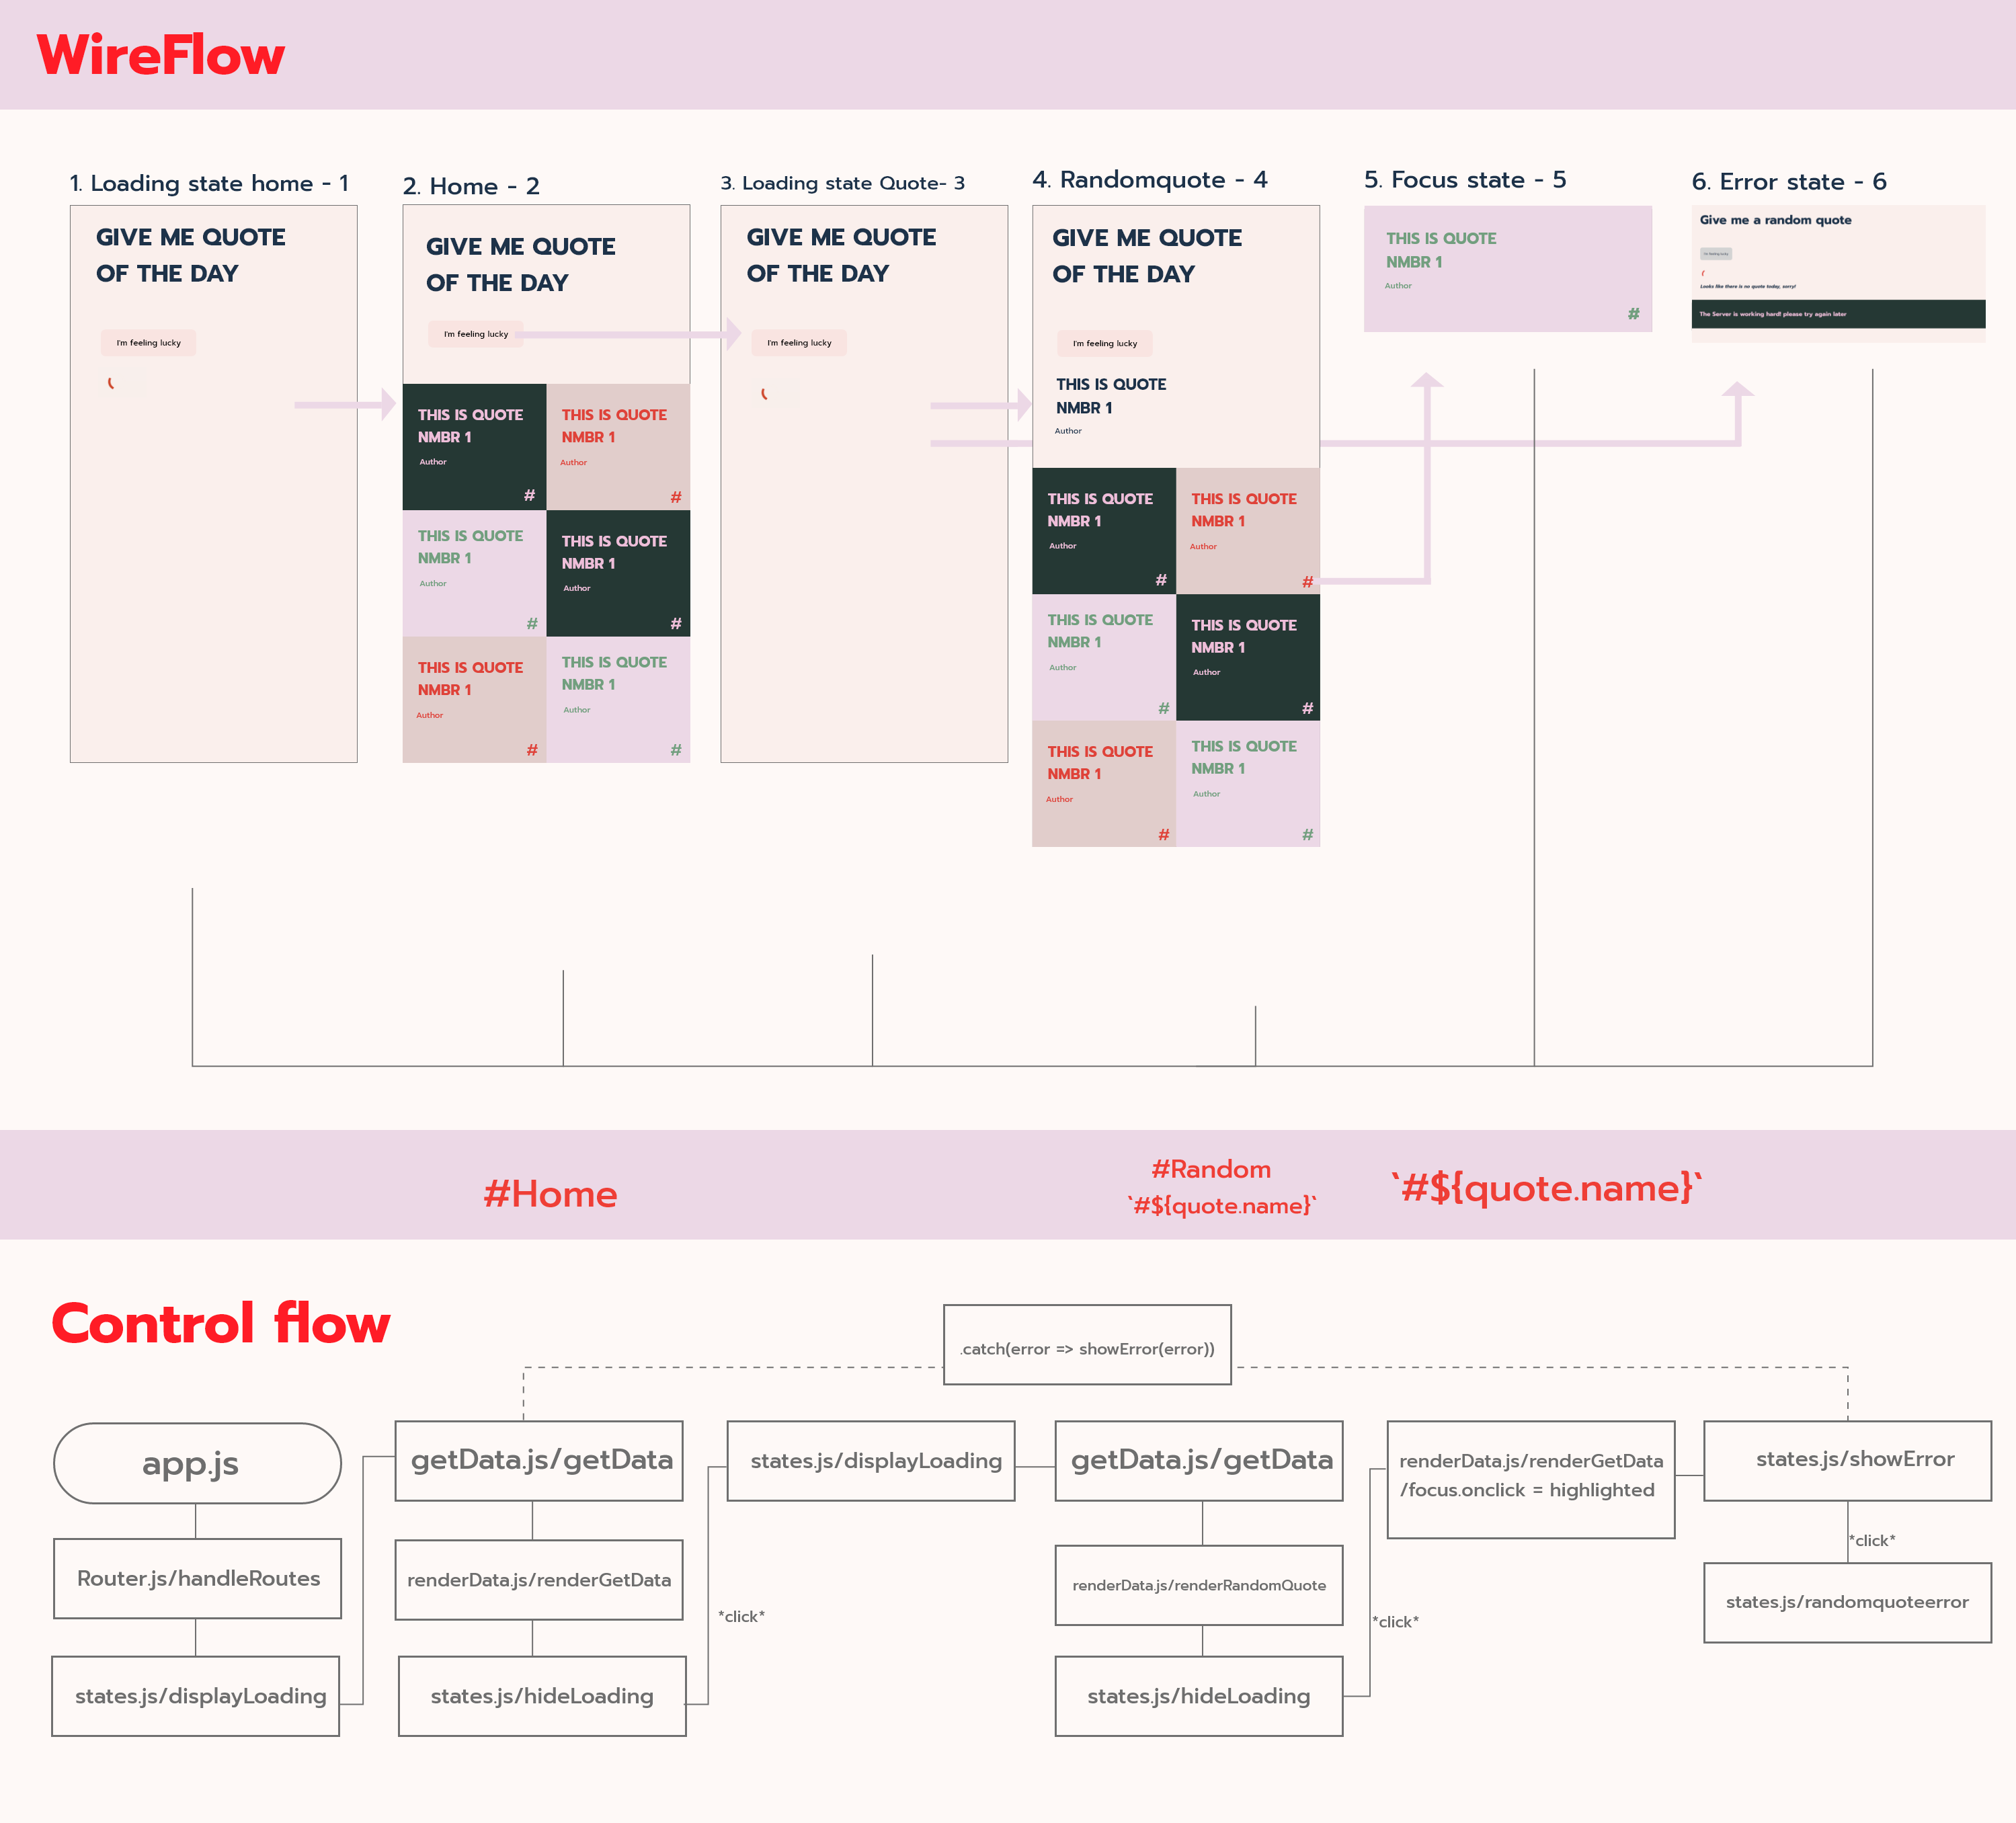 WireFlow
1. Loading state home - 1
GIVE ME QUOTE
OF THE DAY
I'm feeling lucky
2. Home - 2
GIVE ME QUOTE
OF THE DAY
I'm feeling lucky
THIS IS QUOTE
NMBR 1
Author
#
THIS IS QUOTE
NMBR 1
Author
#
THIS IS QUOTE
NMBR 1
Author
#
THIS IS QUOTE
NMBR 1
Author
#
THIS IS QUOTE
NMBR 1
Author
#
THIS IS QUOTE
NMBR 1
Author
#
3. Loading state Quote- 3
GIVE ME QUOTE
OF THE DAY
I'm feeling lucky
4. Randomquote - 4
GIVE ME QUOTE
OF THE DAY
I'm feeling lucky
THIS IS QUOTE
NMBR 1
Author
THIS IS QUOTE
NMBR 1
Author
#
THIS IS QUOTE
NMBR 1
Author
#
THIS IS QUOTE
NMBR 1
Author
#
THIS IS QUOTE
NMBR 1
Author
#
THIS IS QUOTE
NMBR 1
Author
#
THIS IS QUOTE
NMBR 1
Author
#
5. Focus state - 5
THIS IS QUOTE
NMBR 1
Author
#
6. Error state - 6
Give me a random quote
I'm feeling lucky
Looks like there is no quote today, sorry!
The Server is working hard! please try again later
#Home
#Random
`#${quote.name}`
`#${quote.name}`
Control flow
.catch(error => showError(error))
app.js
Router.js/handleRoutes
states.js/displayLoading
getData.js/getData
renderData.js/renderGetData
states.js/hideLoading
*click*
states.js/displayLoading
getData.js/getData
renderData.js/renderRandomQuote
states.js/hideLoading
*click*
renderData.js/renderGetData
/focus.onclick = highlighted
states.js/showError
*click*
states.js/randomquoteerror